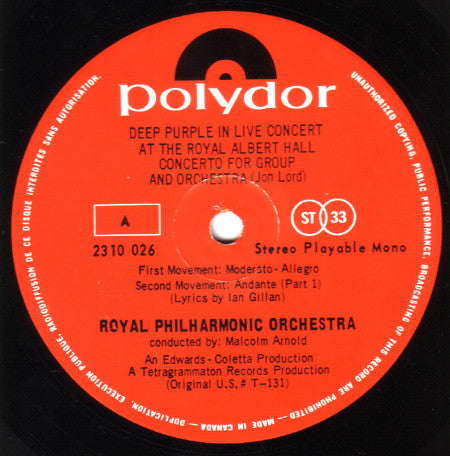 polydor
DEEP PURPLE IN LIVE CONCERT
AT THE ROYAL ALBERT HALL
CONCERTO FOR GROUP
AND ORCHESTRA (Jon Lord)
A
2310 026
ST 33
Stereo Playable Mono
First Movement: Moderato-Allegro
Second Movement: Andante (Part 1)
(Lyrics by Ian Gillan)
ROYAL PHILHARMONIC ORCHESTRA
conducted by: Malcolm Arnold
An Edwards-Coletta Production
A Tetragrammaton Records Production
(Original U.S.# T-131)
UNAUTHORIZED COPYING, PUBLIC PERFORMANCE, BROADCASTING OF THIS RECORD ARE PROHIBITED — MADE IN CANADA — DUPLICATION, EXECUTION PUBLIQUE RADIODIFFUSION DE CE DISQUE INTERDITES SANS AUTORISATION.